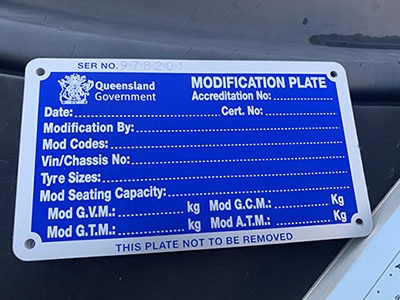 SER NO. 978201
Queensland Government
MODIFICATION PLATE
Accreditation No:
Date: Cert. No:
Modification By:
Mod Codes:
Vin/Chassis No:
Tyre Sizes:
Mod Seating Capacity:
Mod G.V.M.: kg Mod G.C.M.: Kg
Mod G.T.M.: kg Mod A.T.M.: Kg
THIS PLATE NOT TO BE REMOVED